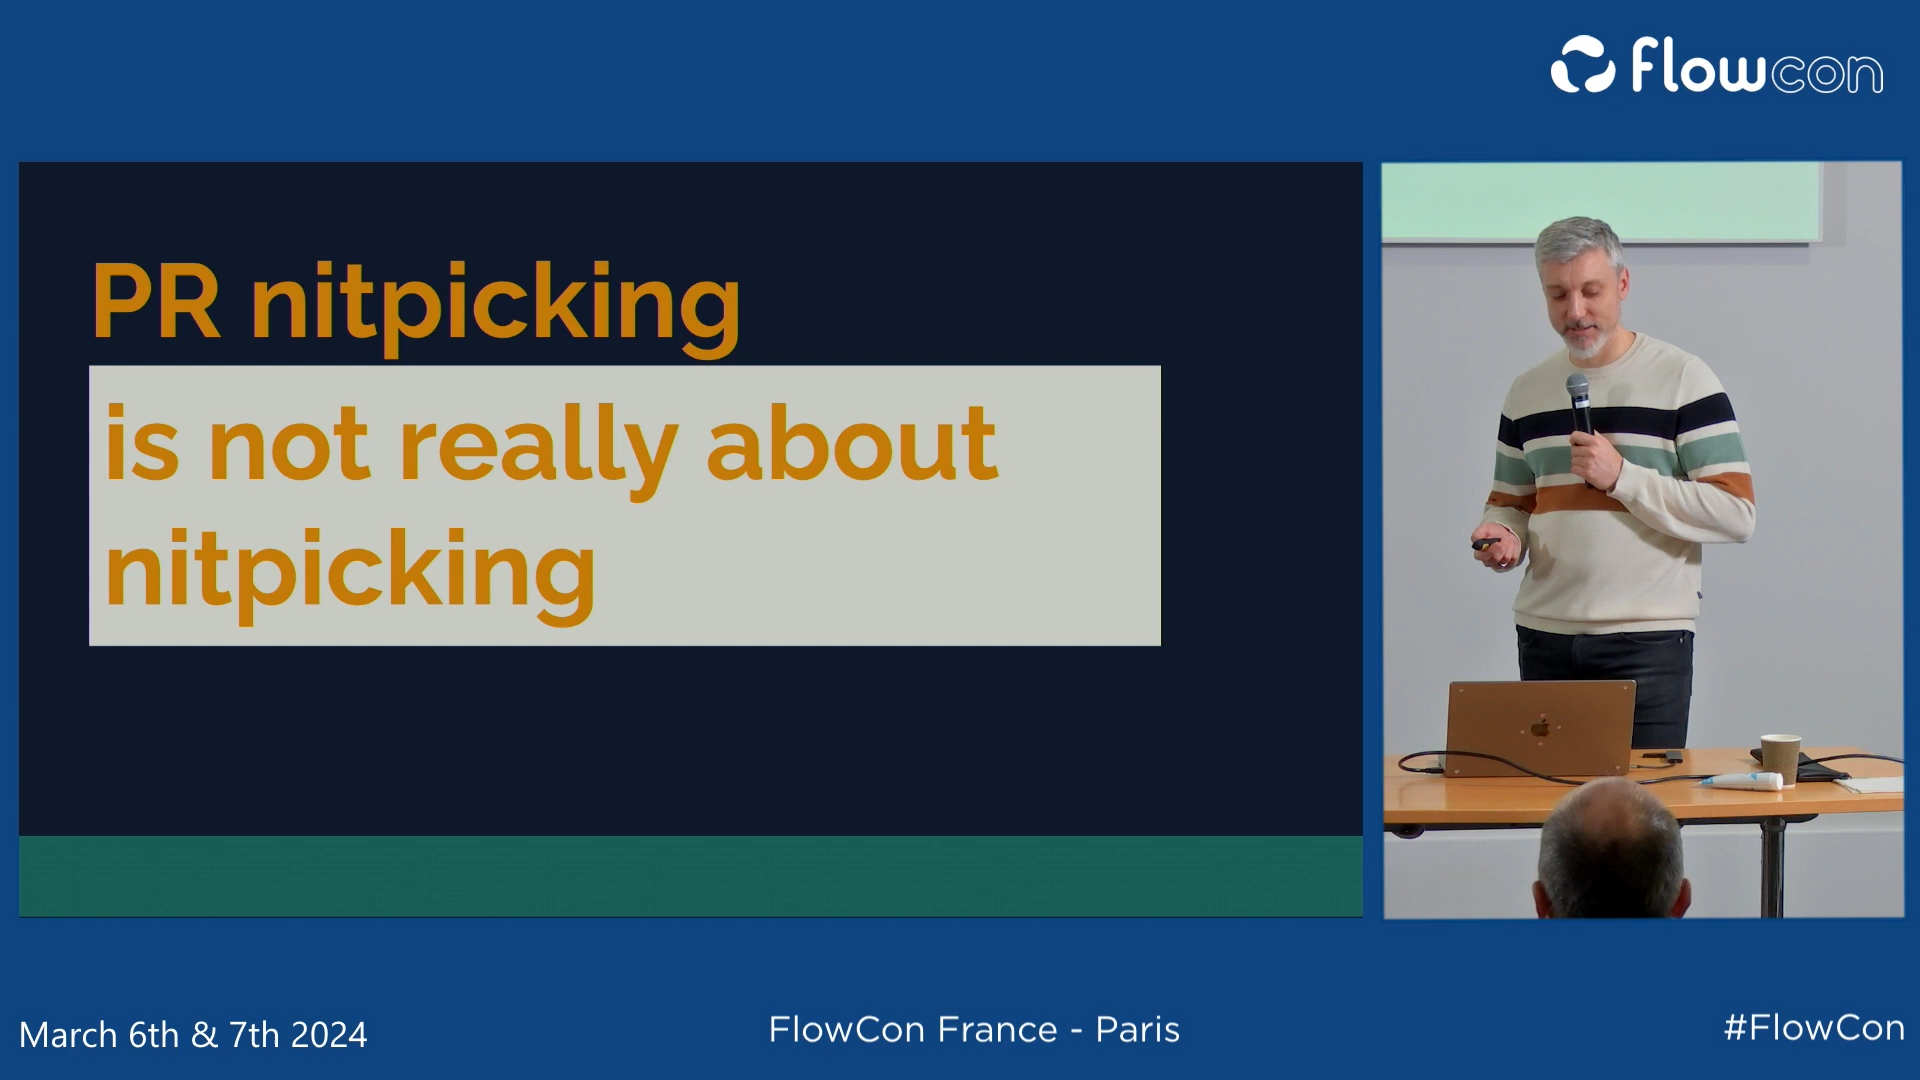 flowcon
PR nitpicking
is not really about
nitpicking
March 6th & 7th 2024
FlowCon France - Paris
#FlowCon